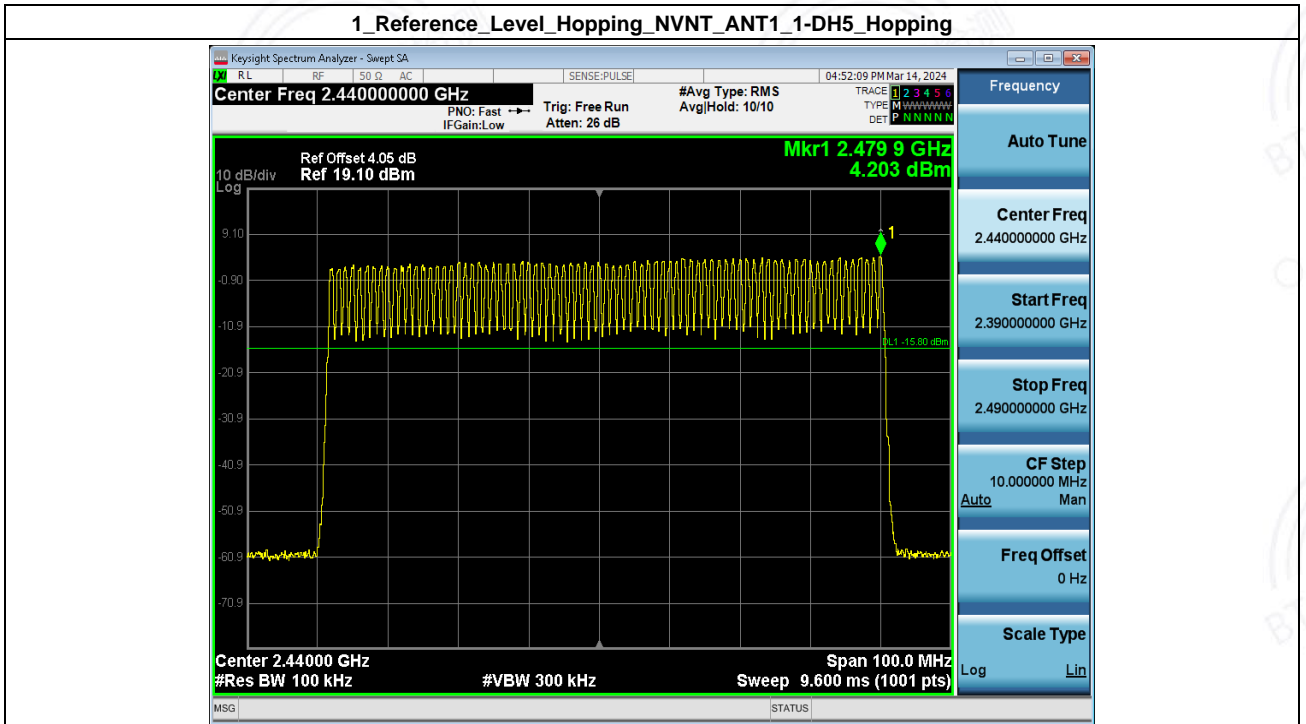 1_Reference_Level_Hopping_NVNT_ANT1_1-DH5_Hopping
Keysight Spectrum Analyzer - Swept SA
LXI RL RF 50 Ω AC SENSE:PULSE 04:52:09 PM Mar 14, 2024
Center Freq 2.440000000 GHz
PNO: Fast
IFGain:Low
Trig: Free Run
Atten: 26 dB
#Avg Type: RMS
Avg|Hold: 10/10
TRACE 1 2 3 4 5 6
TYPE M WWWWW
DET P N N N N N
Frequency
Auto Tune
Center Freq
2.440000000 GHz
Start Freq
2.390000000 GHz
Stop Freq
2.490000000 GHz
CF Step
10.000000 MHz
Auto Man
Freq Offset
0 Hz
Scale Type
Log Lin
Mkr1 2.479 9 GHz
4.203 dBm
Ref Offset 4.05 dB
10 dB/div Ref 19.10 dBm
Log
1
9.10
-0.90
-10.9
DL1 -15.80 dBm
-20.9
-30.9
-40.9
-50.9
-60.9
-70.9
Center 2.44000 GHz Span 100.0 MHz
#Res BW 100 kHz #VBW 300 kHz Sweep 9.600 ms (1001 pts)
MSG STATUS